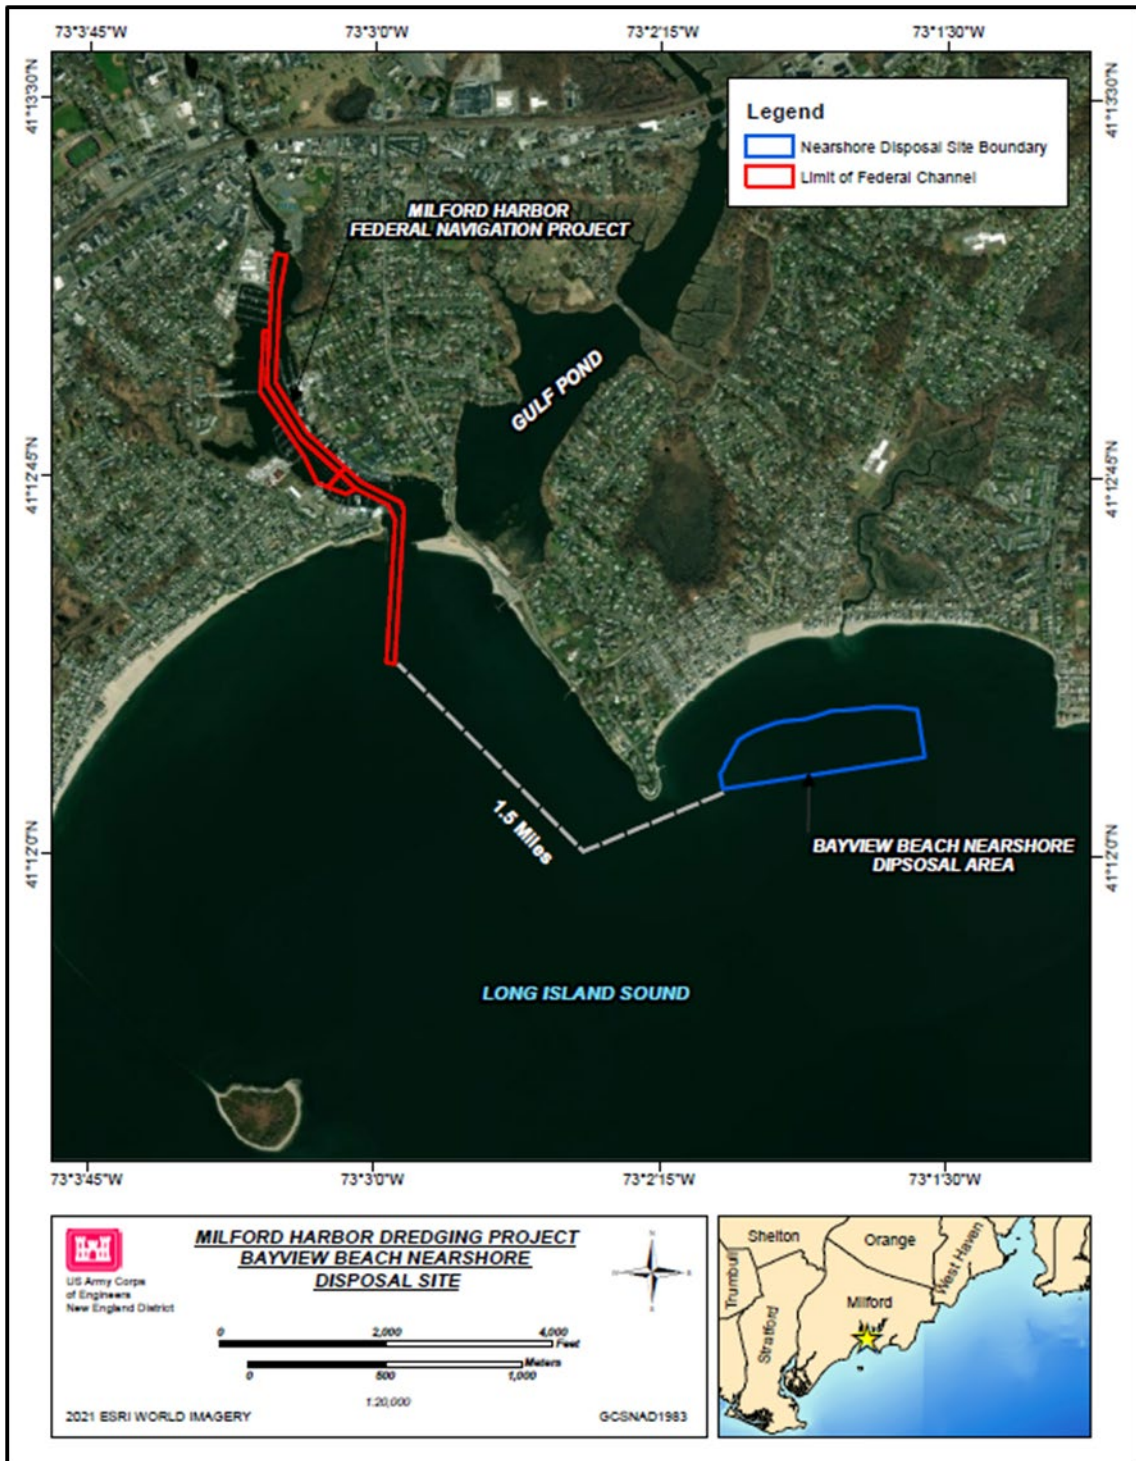 73°3'45"W 73°3'0"W 73°2'15"W 73°1'30"W
41°13'30"N
41°13'30"N
Legend
Nearshore Disposal Site Boundary
Limit of Federal Channel
MILFORD HARBOR
FEDERAL NAVIGATION PROJECT
GULF POND
41°12'45"N
41°12'45"N
1.5 Miles
BAYVIEW BEACH NEARSHORE
DIPSOSAL AREA
41°12'0"N
41°12'0"N
LONG ISLAND SOUND
73°3'45"W 73°3'0"W 73°2'15"W 73°1'30"W
US Army Corps
of Engineers
New England District
MILFORD HARBOR DREDGING PROJECT
BAYVIEW BEACH NEARSHORE
DISPOSAL SITE
N
S
0 2,000 4,000
Feet
Meters
0 500 1,000
1:20,000
2021 ESRI WORLD IMAGERY
GCSNAD1983
Shelton
Orange
West Haven
Trumbull
Milford
Stratford